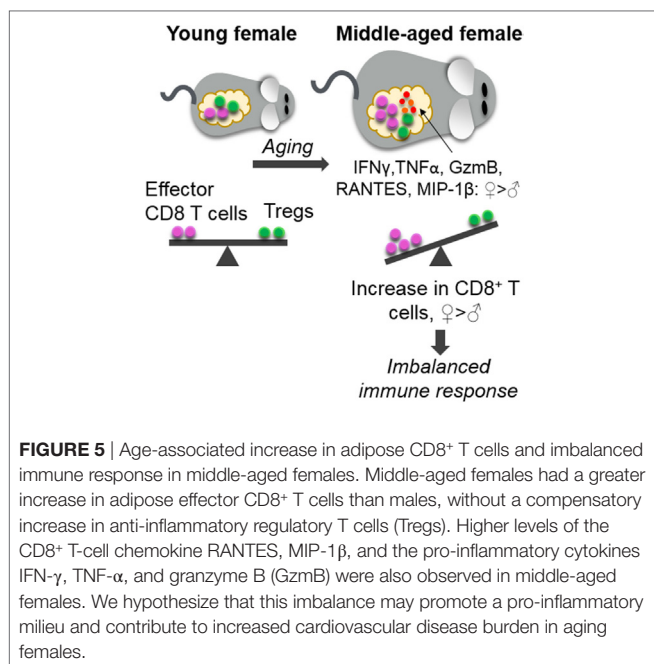 Young female
Middle-aged female
Aging
IFNγ,TNFα, GzmB,
RANTES, MIP-1β: ♀>♂
Effector
CD8 T cells
Tregs
Increase in CD8⁺ T
cells, ♀>♂
Imbalanced
immune response
FIGURE 5 | Age-associated increase in adipose CD8⁺ T cells and imbalanced
immune response in middle-aged females. Middle-aged females had a greater
increase in adipose effector CD8⁺ T cells than males, without a compensatory
increase in anti-inflammatory regulatory T cells (Tregs). Higher levels of the
CD8⁺ T-cell chemokine RANTES, MIP-1β, and the pro-inflammatory cytokines
IFN-γ, TNF-α, and granzyme B (GzmB) were also observed in middle-aged
females. We hypothesize that this imbalance may promote a pro-inflammatory
milieu and contribute to increased cardiovascular disease burden in aging
females.